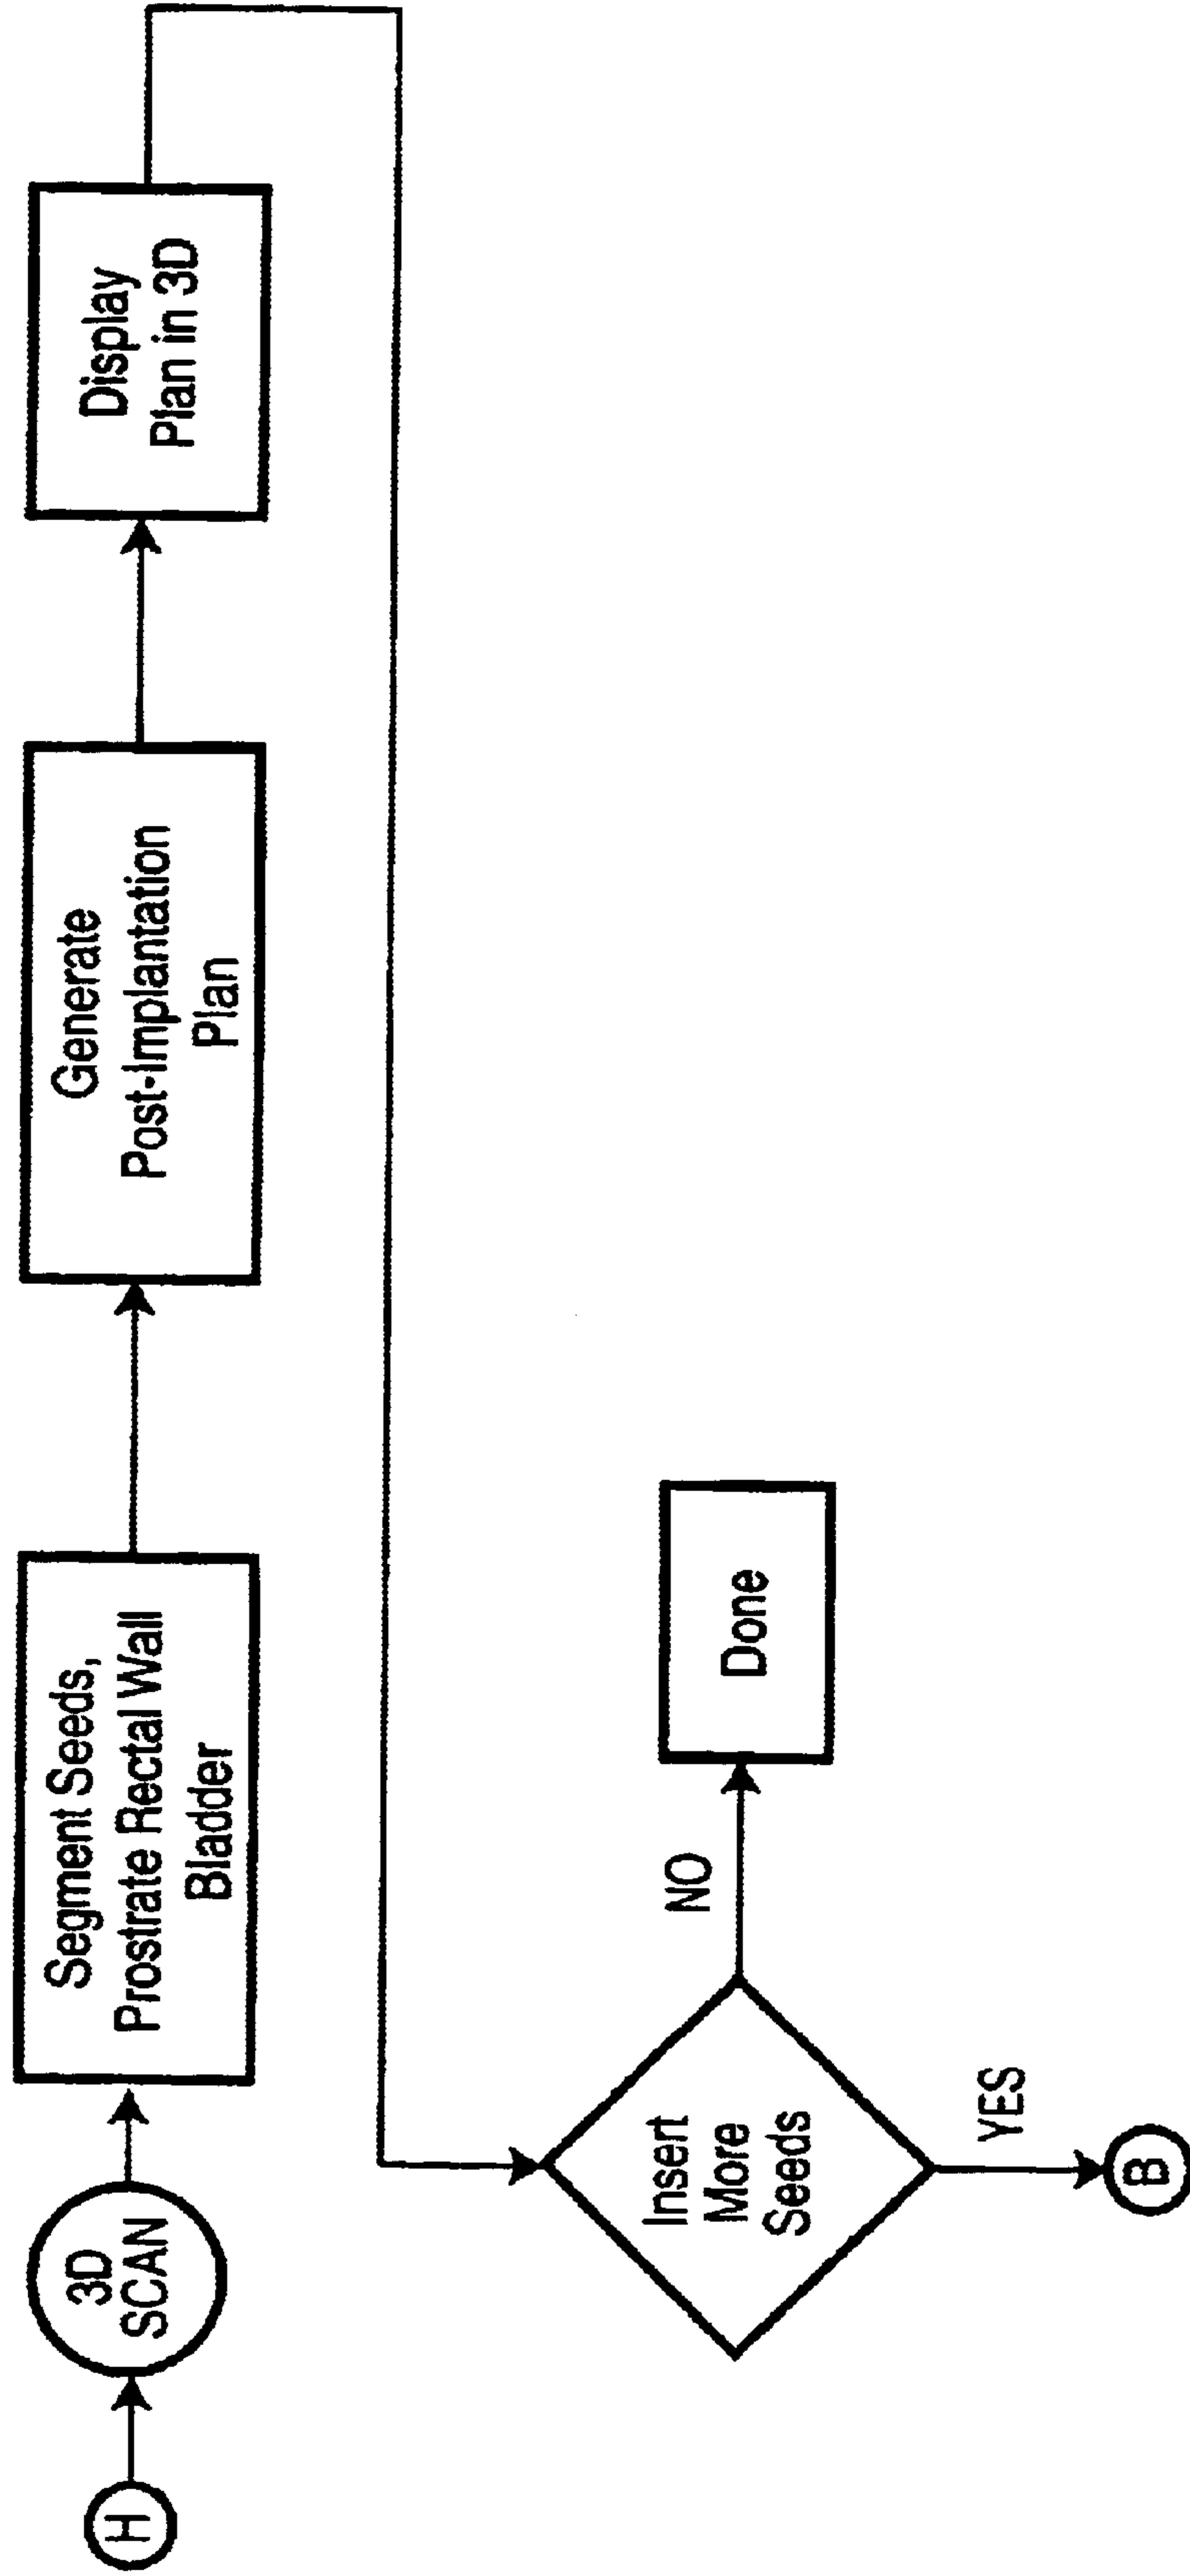 H
3D
SCAN
Segment Seeds,
Prostrate Rectal Wall
Bladder
Generate
Post-Implantation
Plan
Display
Plan in 3D
Insert
More
Seeds
NO
Done
YES
B